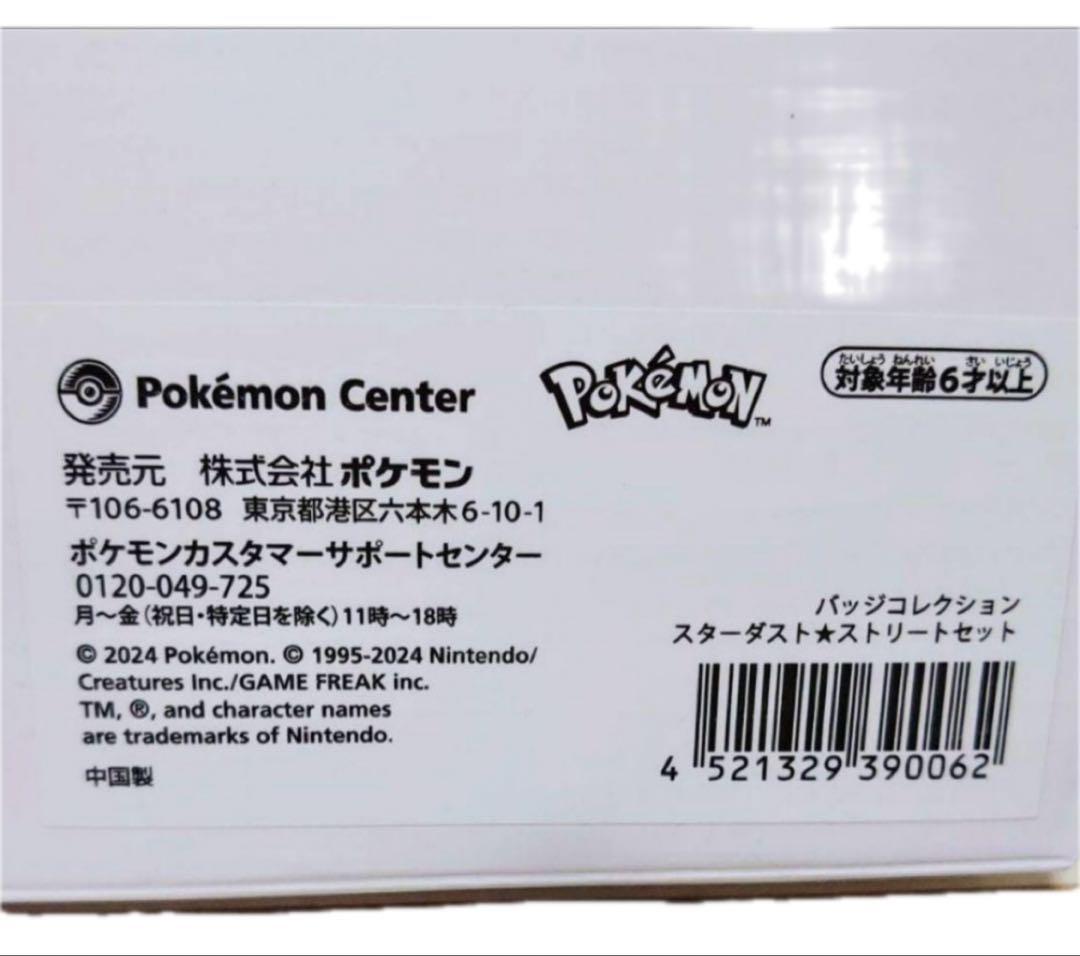 Pokémon Center
POKéMON™
たいしょう ねんれい さい いじょう
対象年齢6才以上
発売元 株式会社 ポケモン
〒106-6108 東京都港区六本木6-10-1
ポケモンカスタマーサポートセンター
0120-049-725
月〜金（祝日・特定日を除く）11時〜18時
© 2024 Pokémon. © 1995-2024 Nintendo/
Creatures Inc./GAME FREAK inc.
TM, ®, and character names
are trademarks of Nintendo.
中国製
バッジコレクション
スターダスト★ストリートセット
4 521329 390062